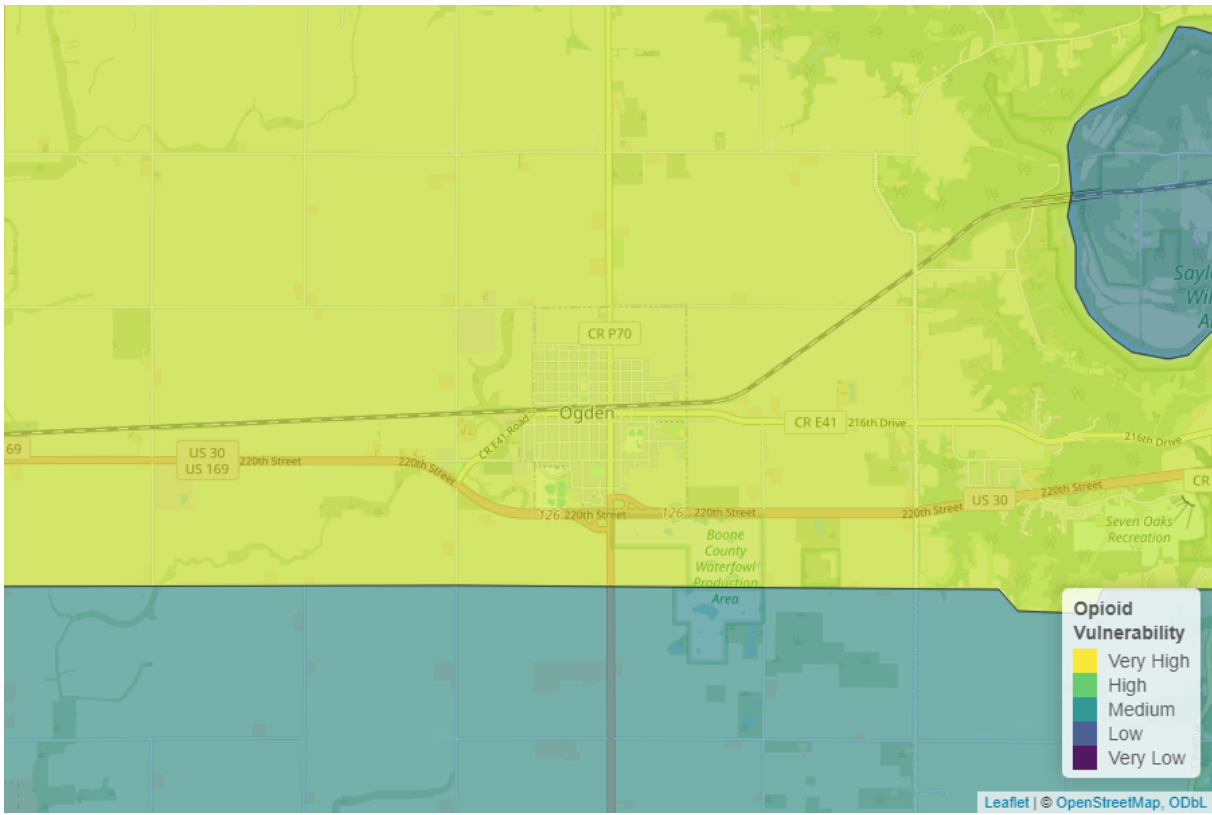 Sayl
Wil
A
CR P70
Ogden
CR E41 Road
CR E41
216th Drive
216th Drive
69
US 30
US 169
220th Street
220th Street
US 30
220th Street
CR
126
220th Street
126
220th Street
220th Street
Seven Oaks
Recreation
Boone
County
Waterfowl
Production
Area
Opioid
Vulnerability
Very High
High
Medium
Low
Very Low
Leaflet | © OpenStreetMap, ODbL